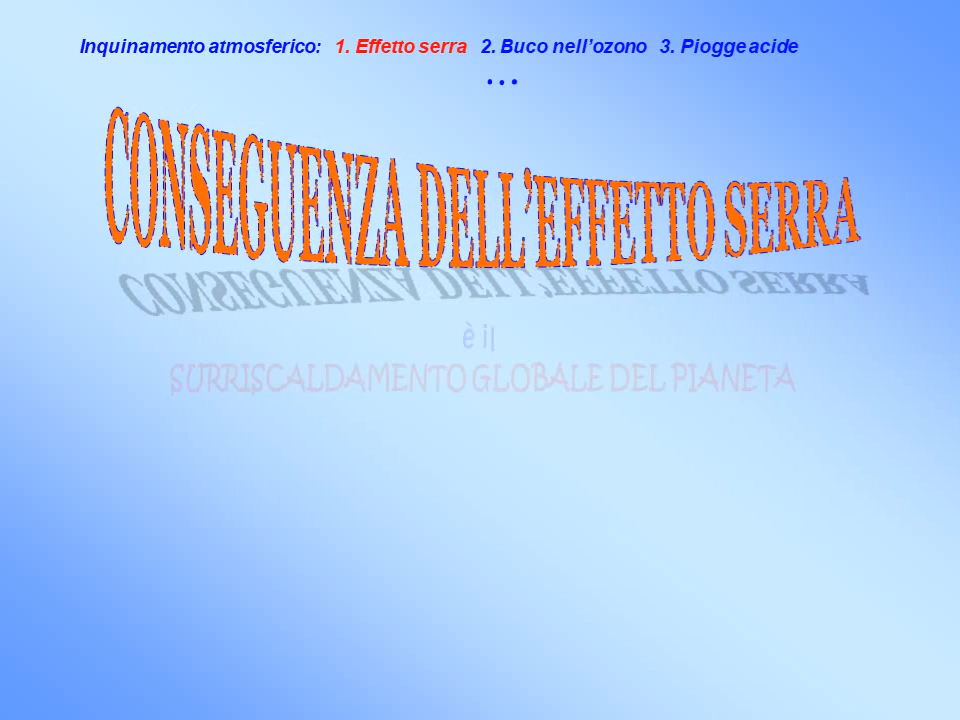 Inquinamento atmosferico: 1. Effetto serra 2. Buco nell’ozono 3. Piogge acide
...
CONSEGUENZA DELL’EFFETTO SERRA
è il
SURRISCALDAMENTO GLOBALE DEL PIANETA